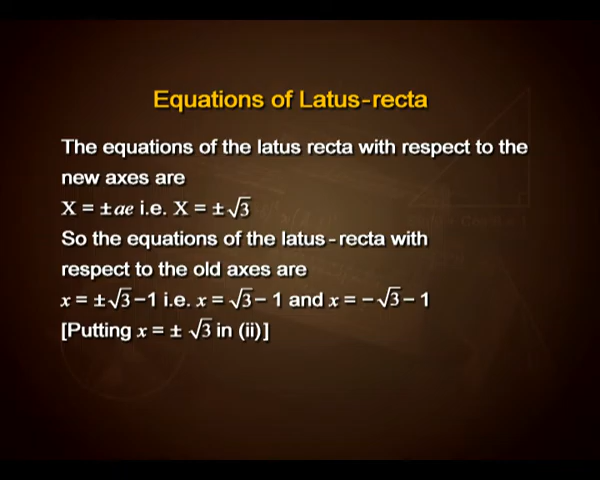 Equations of Latus-recta
The equations of the latus recta with respect to the
new axes are
X = ±ae i.e. X = ±√3
So the equations of the latus-recta with
respect to the old axes are
x = ±√3−1 i.e. x = √3−1 and x = −√3−1
[Putting x = ± √3 in (ii)]